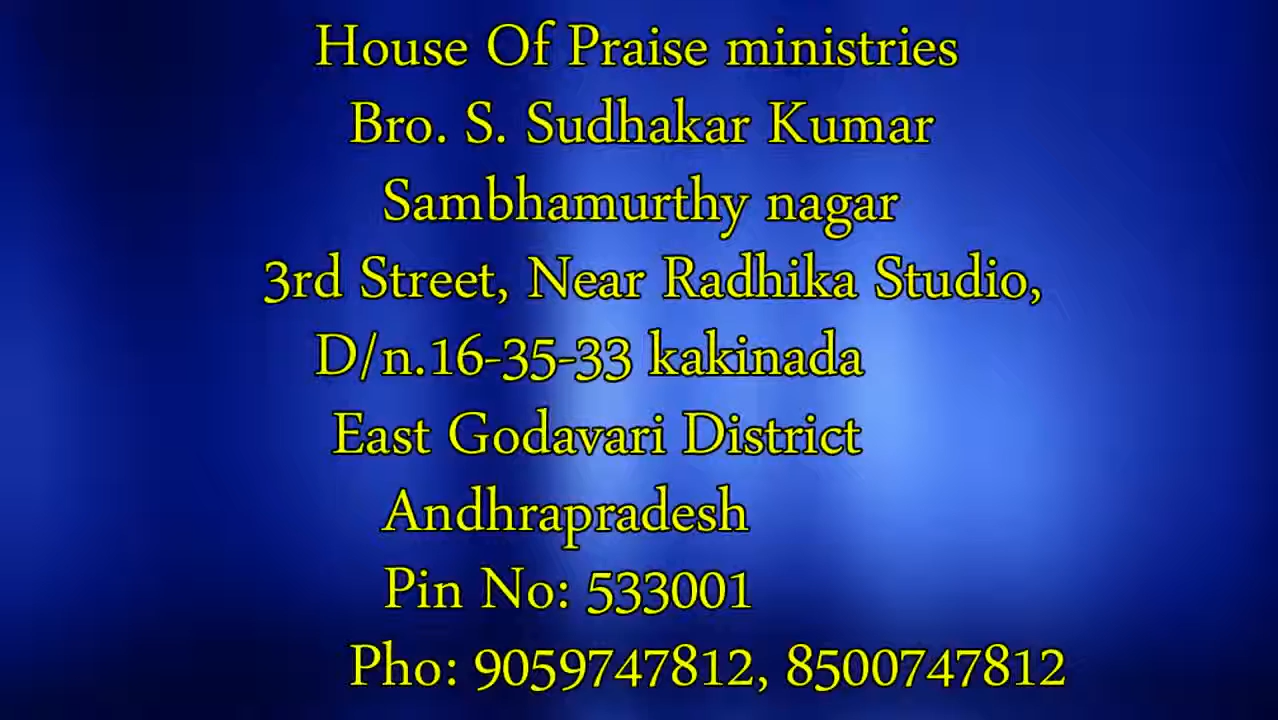 House Of Praise ministries
Bro. S. Sudhakar Kumar
Sambhamurthy nagar
3rd Street, Near Radhika Studio,
D/n.16-35-33 kakinada
East Godavari District
Andhrapradesh
Pin No: 533001
Pho: 9059747812, 8500747812